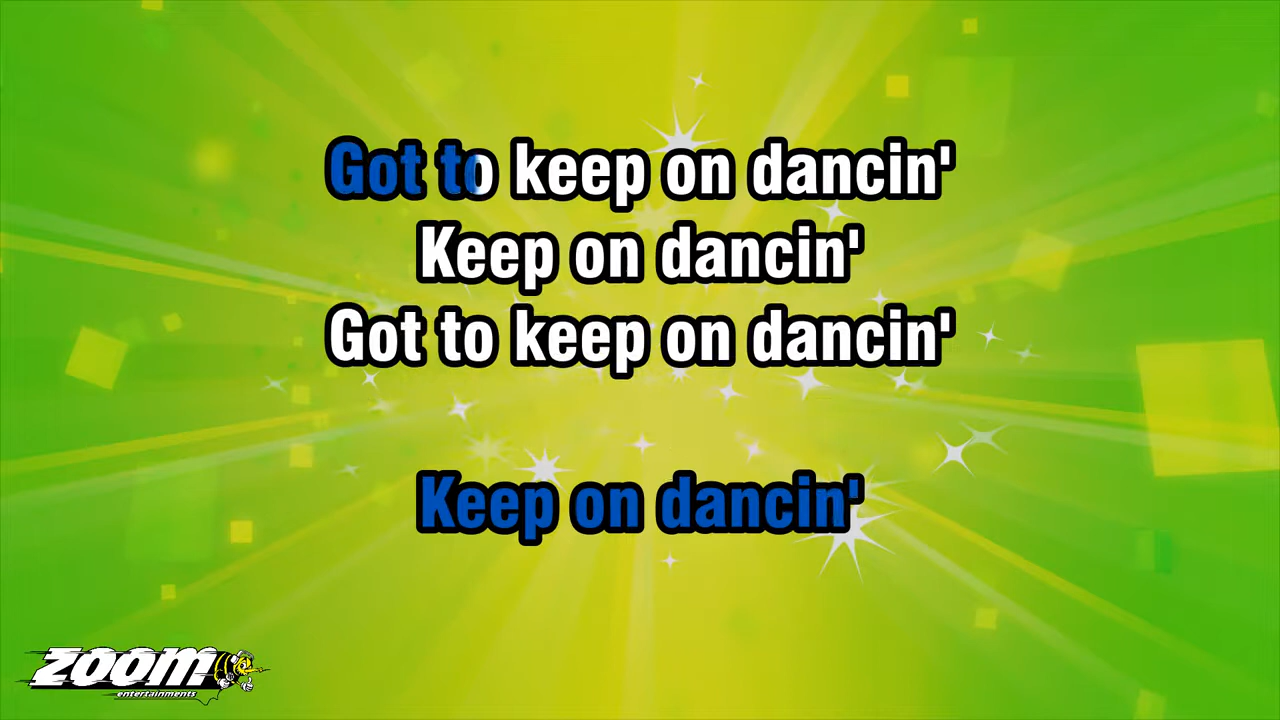 Got to keep on dancin'
Keep on dancin'
Got to keep on dancin'
Keep on dancin'
ZOOM
entertainments